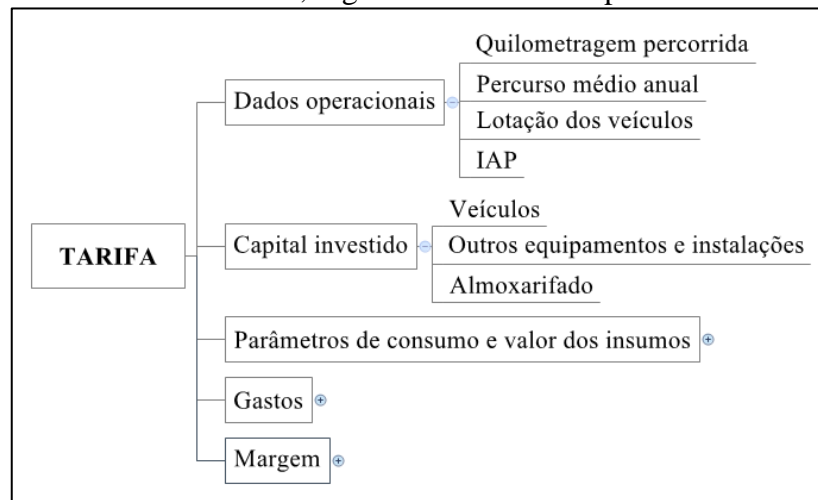 Quilometragem percorrida
Dados operacionais
Percurso médio anual
Lotação dos veículos
IAP
TARIFA
Capital investido
Veículos
Outros equipamentos e instalações
Almoxarifado
Parâmetros de consumo e valor dos insumos
Gastos
Margem